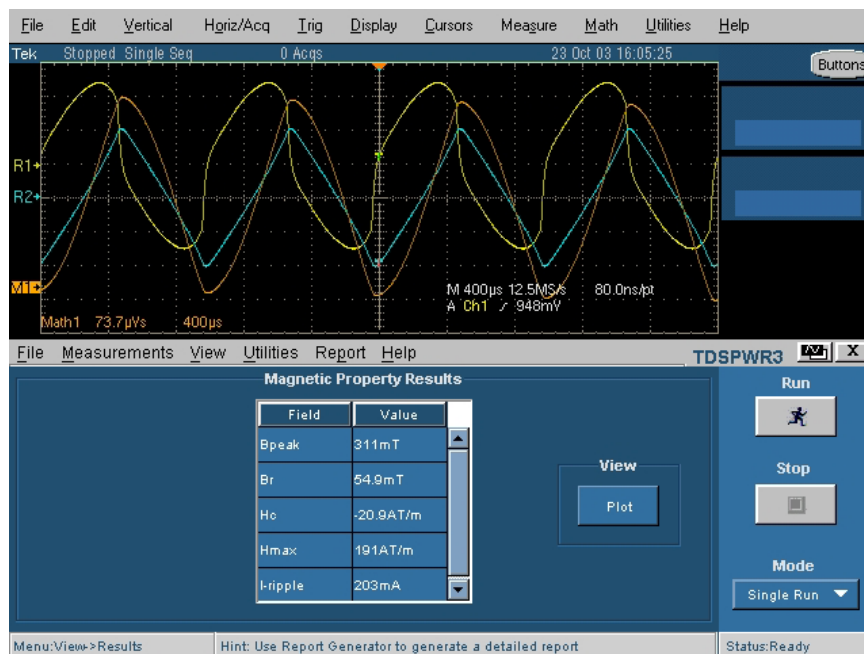 File Edit Vertical Horiz/Acq Trig Display Cursors Measure Math Utilities Help
Tek Stopped Single Seq 0 Acqs 23 Oct 03 16:05:25
Buttons
R1
R2
M 400µs 12.5MS/s 80.0ns/pt
M1
A Ch1 948mV
Math1 73.7µVs 400µs
File Measurements View Utilities Report Help
TDSPWR3
X
Magnetic Property Results
Run
Field Value
Bpeak 311mT
View
Br 54.9mT
Stop
Plot
Hc -20.9AT/m
Hmax 191AT/m
Mode
I-ripple 203mA
Single Run
Menu:View->Results
Hint: Use Report Generator to generate a detailed report
Status:Ready